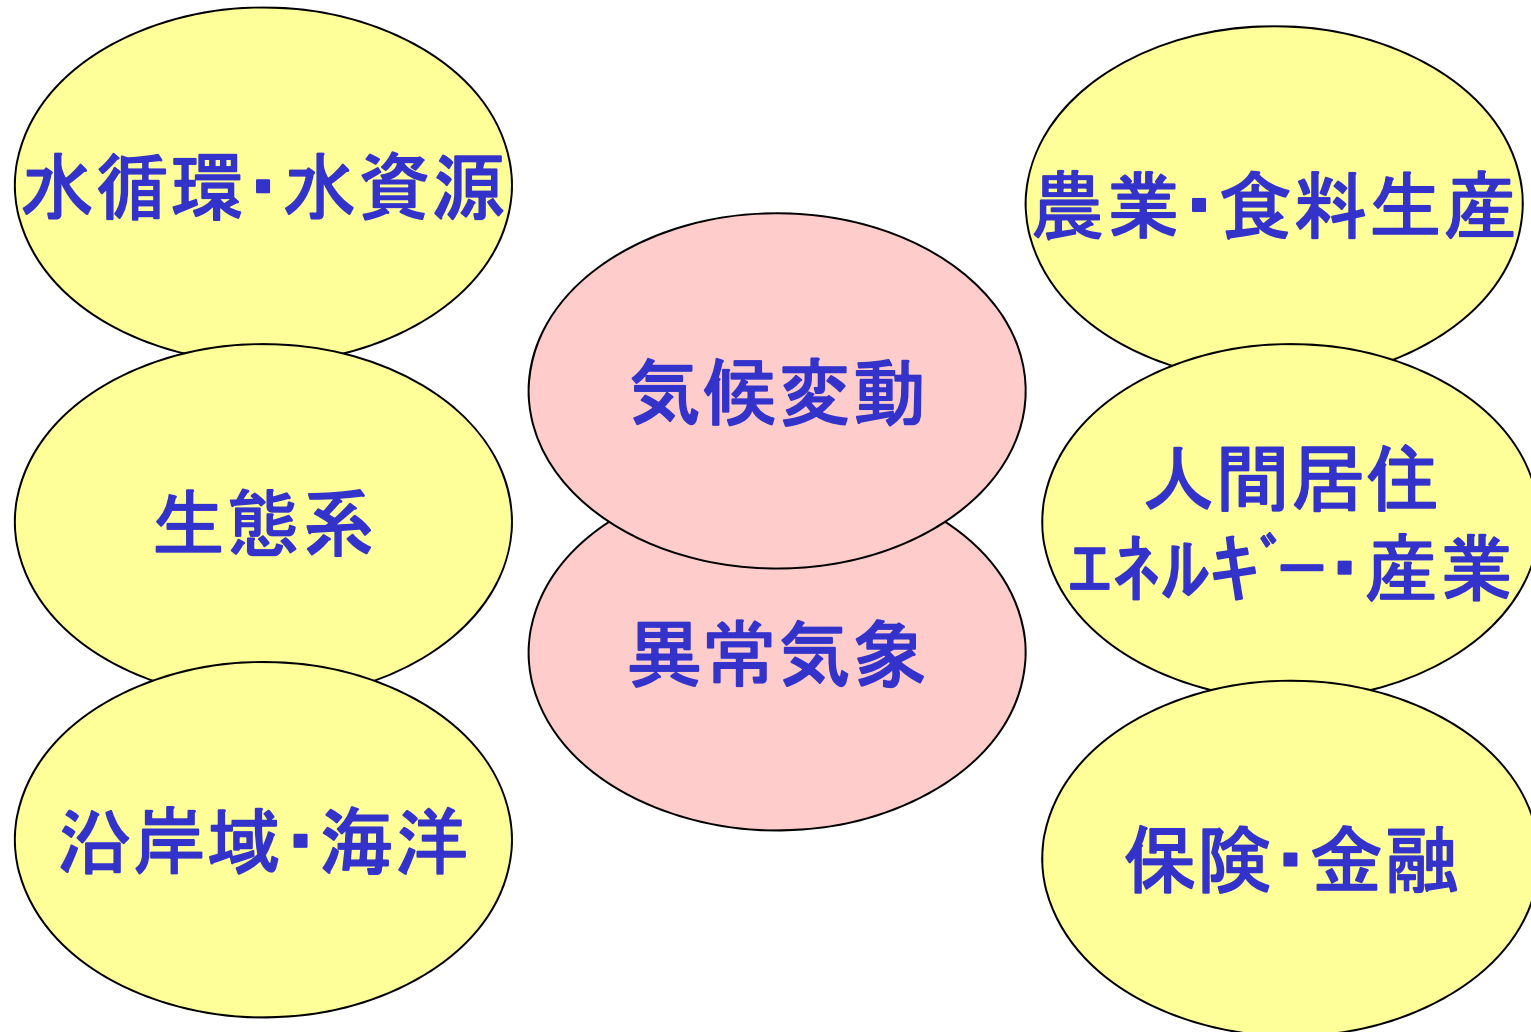 水循環・水資源
生態系
沿岸域・海洋
気候変動
異常気象
農業・食料生産
人間居住
ｴﾈﾙｷﾞｰ・産業
保険・金融